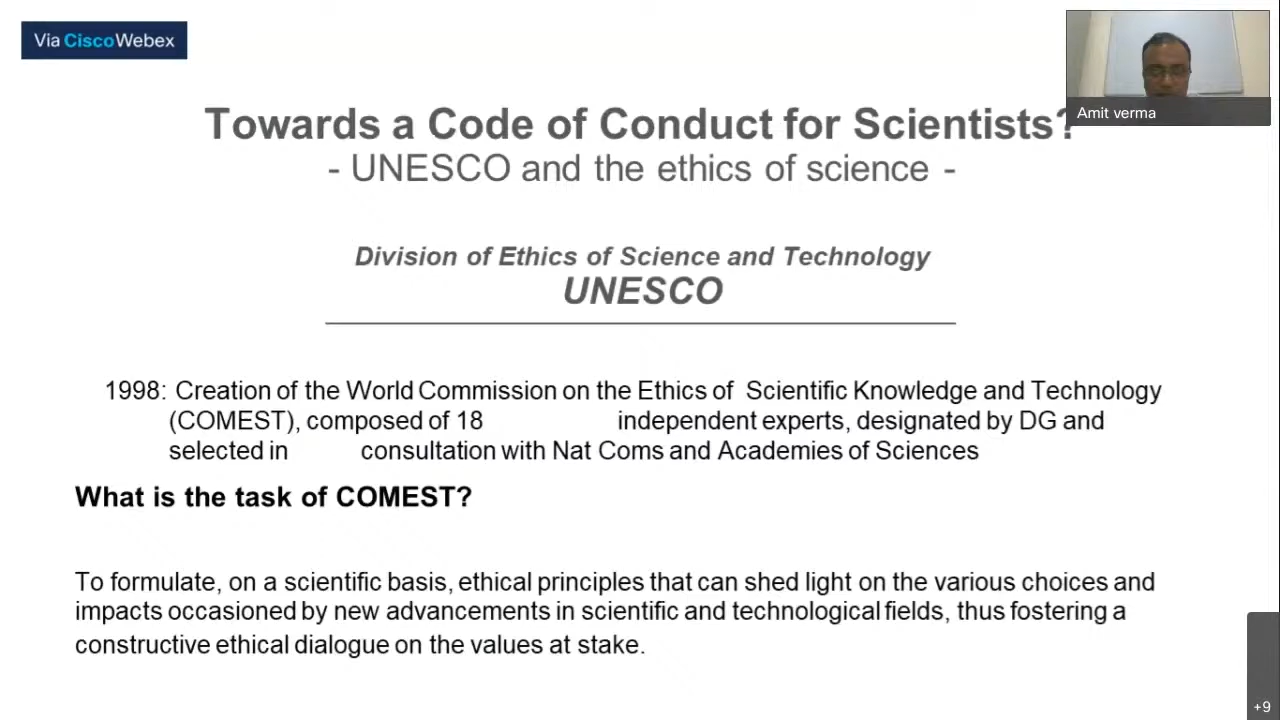 Via CiscoWebex
Amit verma
Towards a Code of Conduct for Scientists?
- UNESCO and the ethics of science -
Division of Ethics of Science and Technology
UNESCO
1998: Creation of the World Commission on the Ethics of Scientific Knowledge and Technology
(COMEST), composed of 18 independent experts, designated by DG and
selected in consultation with Nat Coms and Academies of Sciences
What is the task of COMEST?
To formulate, on a scientific basis, ethical principles that can shed light on the various choices and
impacts occasioned by new advancements in scientific and technological fields, thus fostering a
constructive ethical dialogue on the values at stake.
+9